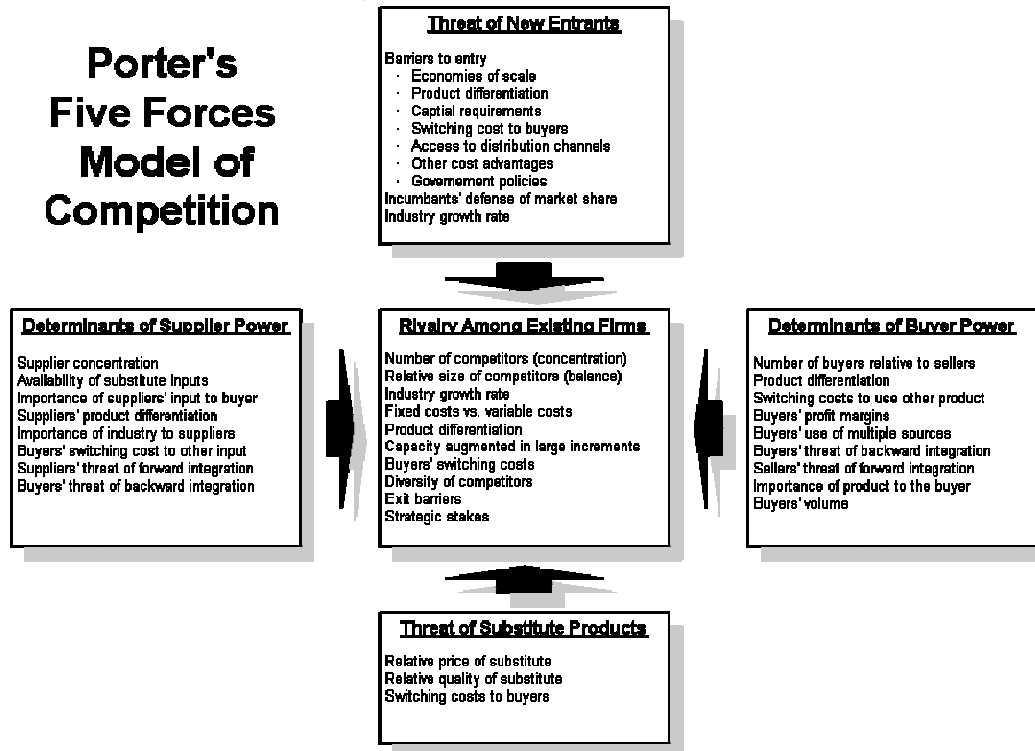 Porter's
Five Forces
Model of
Competition
Threat of New Entrants
Barriers to entry
· Economies of scale
· Product differentiation
· Captial requirements
· Switching cost to buyers
· Access to distribution channels
· Other cost advantages
· Governement policies
Incumbants' defense of market share
Industry growth rate
Determinants of Supplier Power
Supplier concentration
Availability of substitute inputs
Importance of suppliers' input to buyer
Suppliers' product differentiation
Importance of industry to suppliers
Buyers' switching cost to other input
Suppliers' threat of forward integration
Buyers' threat of backward integration
Rivalry Among Existing Firms
Number of competitors (concentration)
Relative size of competitors (balance)
Industry growth rate
Fixed costs vs. variable costs
Product differentiation
Capacity augmented in large incremente
Buyers' switching costs
Diversity of competitors
Exit barriers
Strategic stakes
Determinants of Buyer Power
Number of buyers relative to sellers
Product differentiation
Switching costs to use other product
Buyers' profit margins
Buyers' use of multiple sources
Buyers' threat of backward integration
Sellers' threat of forward integration
Importance of product to the buyer
Buyers' volume
Threat of Substitute Products
Relative price of substitute
Relative quality of substitute
Switching costs to buyers